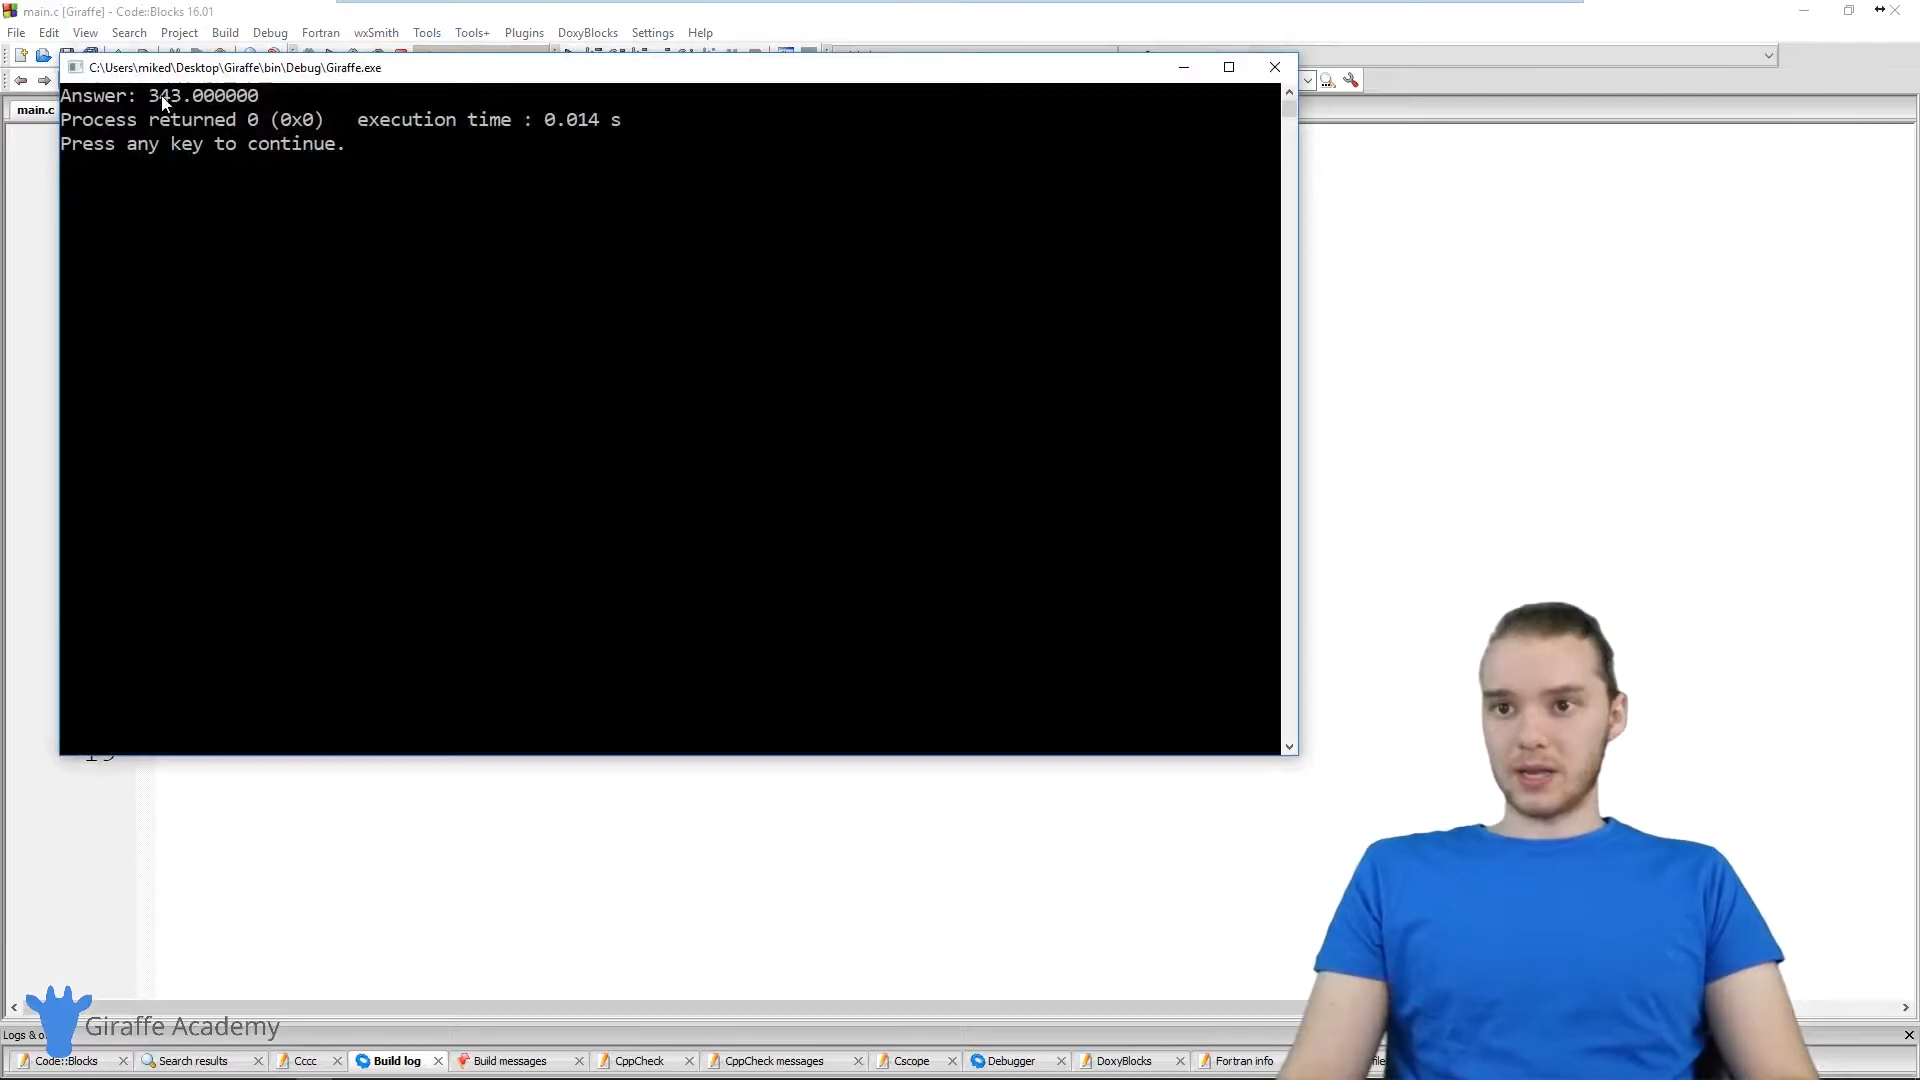 main.c [Giraffe] - Code::Blocks 16.01
File Edit View Search Project Build Debug Fortran wxSmith Tools Tools+ Plugins DoxyBlocks Settings Help
C:\Users\miked\Desktop\Giraffe\bin\Debug\Giraffe.exe
main.c
Answer: 343.000000
Process returned 0 (0x0)   execution time : 0.014 s
Press any key to continue.
Giraffe Academy
Logs & o
Code::Blocks Search results Cccc Build log Build messages CppCheck CppCheck messages Cscope Debugger DoxyBlocks Fortran info